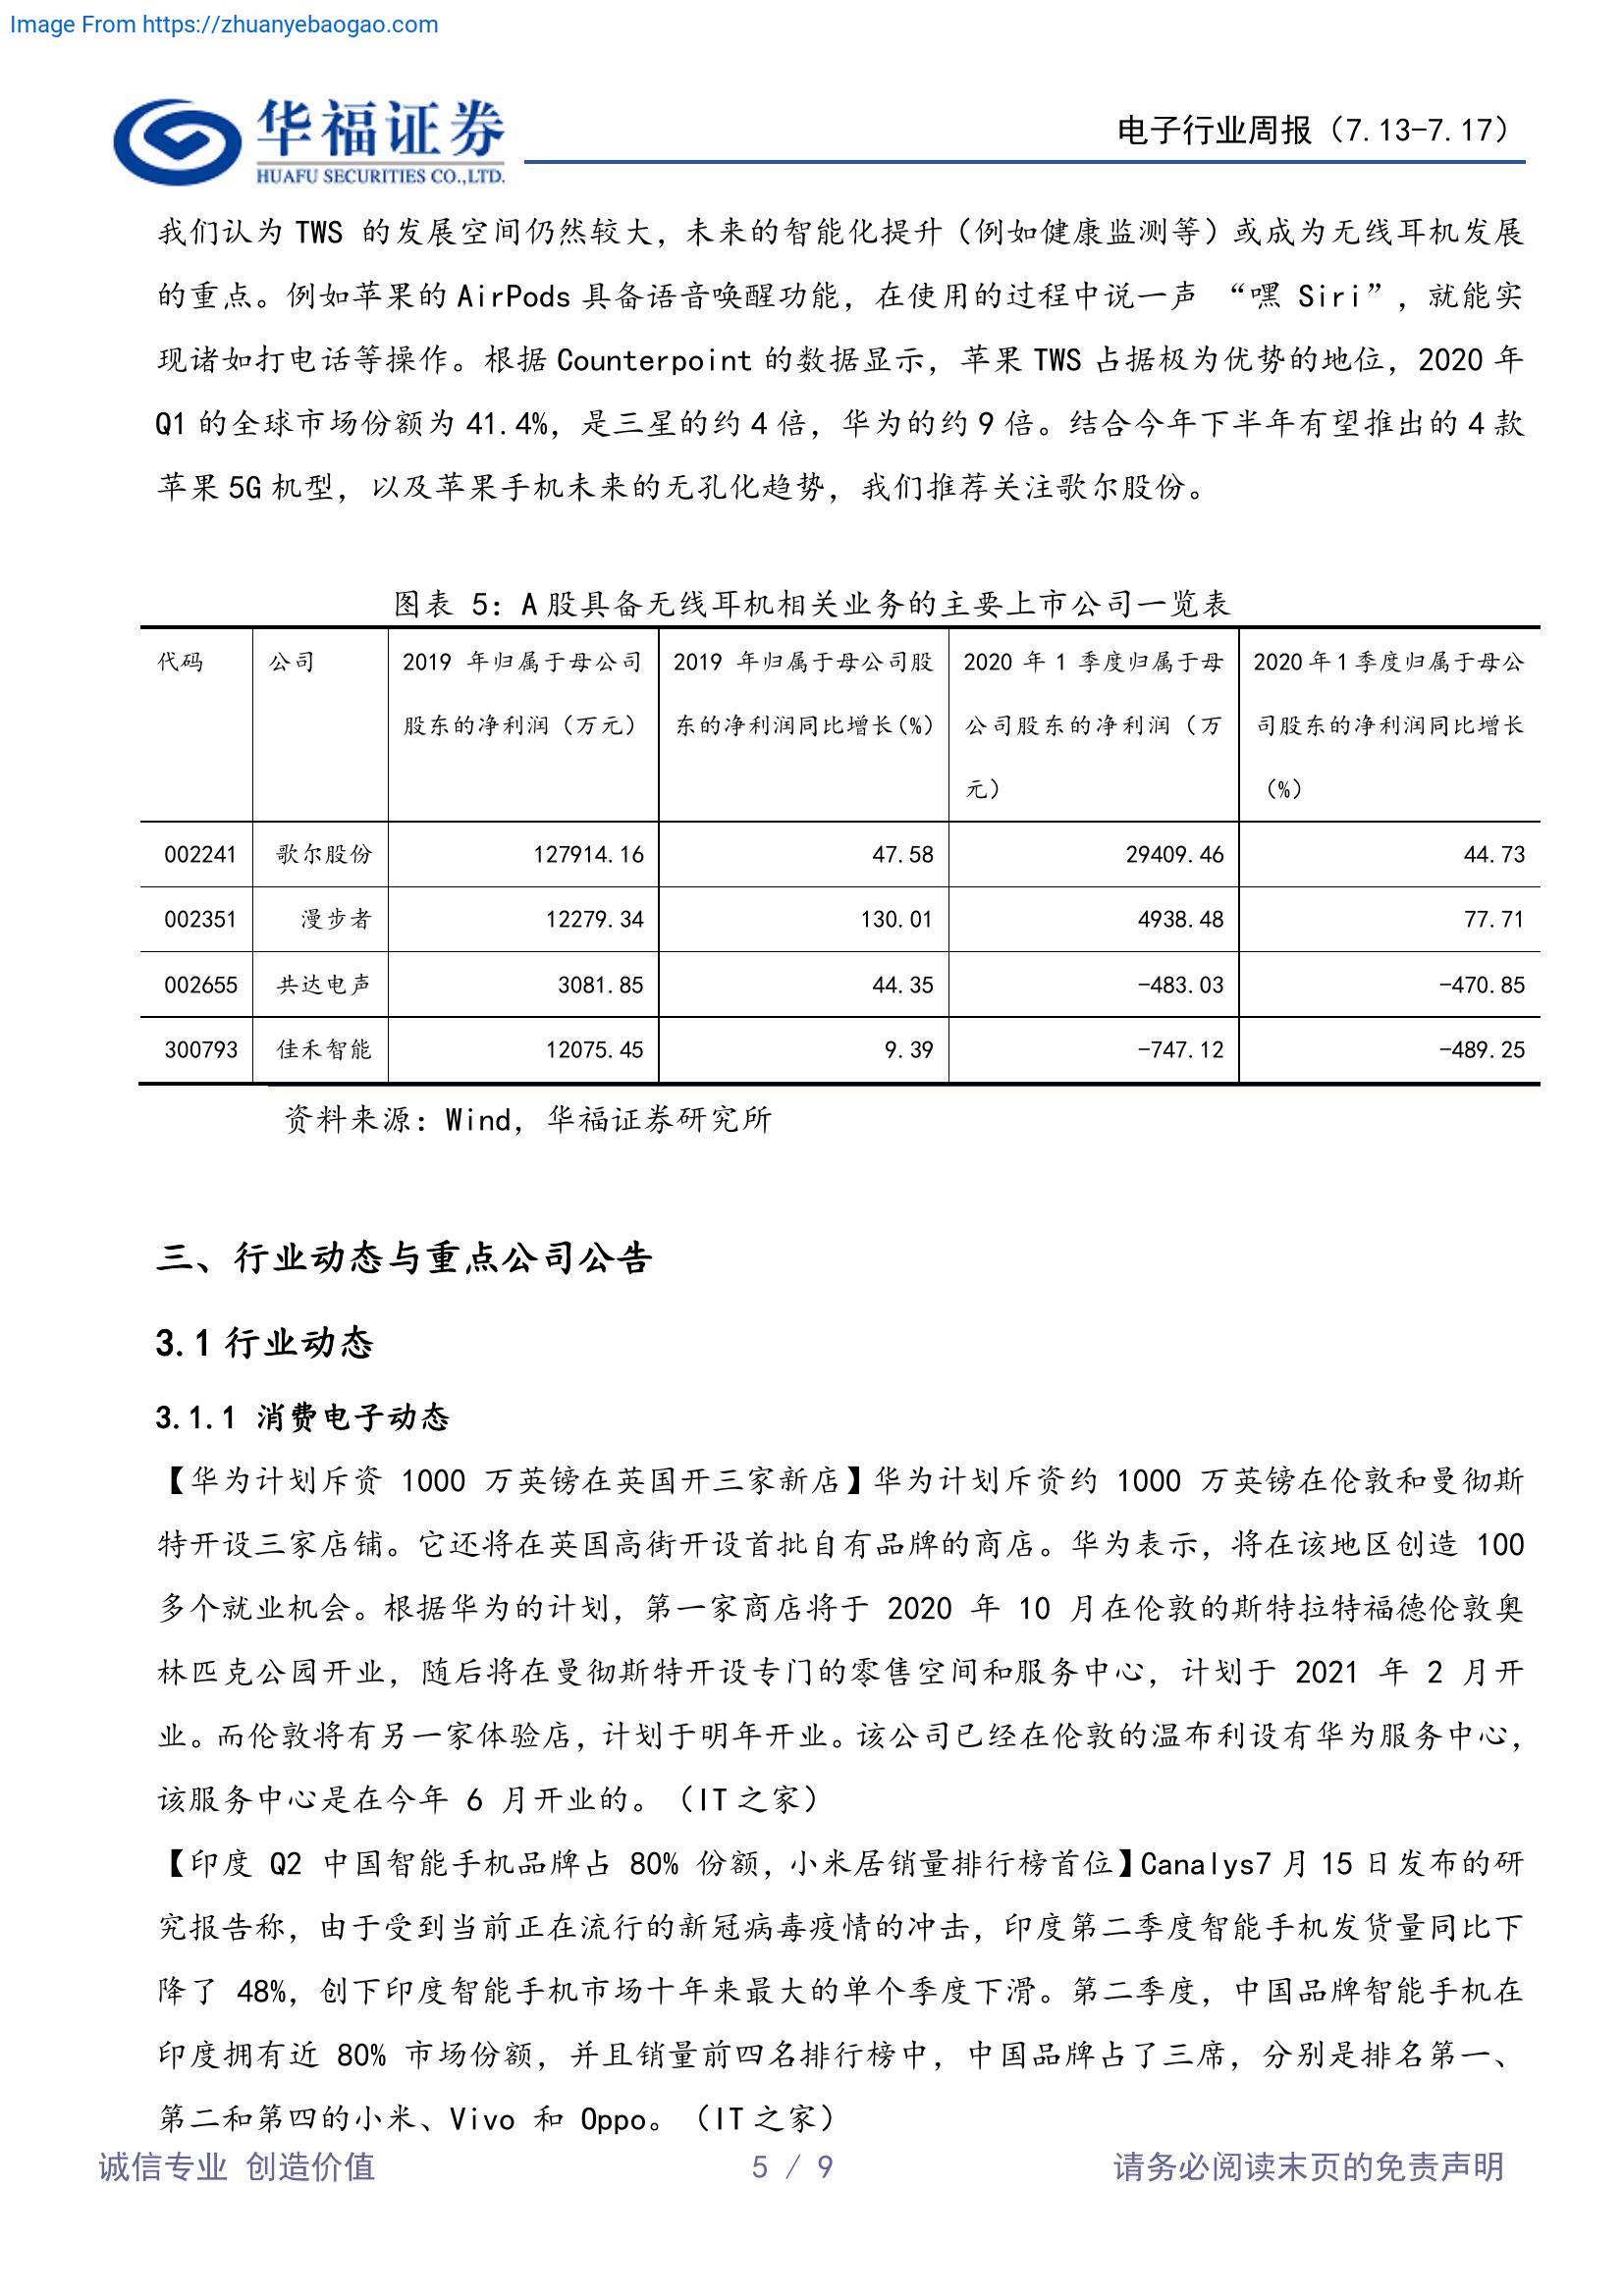 Image From https://zhuanyebaogao.com
华福证券
HUAFU SECURITIES CO.,LTD.
电子行业周报（7.13-7.17）
我们认为 TWS 的发展空间仍然较大，未来的智能化提升（例如健康监测等）或成为无线耳机发展
的重点。例如苹果的 AirPods 具备语音唤醒功能，在使用的过程中说一声 “嘿 Siri”，就能实
现诸如打电话等操作。根据 Counterpoint 的数据显示，苹果 TWS 占据极为优势的地位，2020 年
Q1 的全球市场份额为 41.4%，是三星的约 4 倍，华为的约 9 倍。结合今年下半年有望推出的 4 款
苹果 5G 机型，以及苹果手机未来的无孔化趋势，我们推荐关注歌尔股份。
图表 5：A 股具备无线耳机相关业务的主要上市公司一览表
代码 公司 2019 年归属于母公司 2019 年归属于母公司股 2020 年 1 季度归属于母 2020 年 1 季度归属于母公
股东的净利润（万元） 东的净利润同比增长(%) 公司股东的净利润（万 司股东的净利润同比增长
元） （%）
002241 歌尔股份 127914.16 47.58 29409.46 44.73
002351 漫步者 12279.34 130.01 4938.48 77.71
002655 共达电声 3081.85 44.35 -483.03 -470.85
300793 佳禾智能 12075.45 9.39 -747.12 -489.25
资料来源：Wind，华福证券研究所
三、行业动态与重点公司公告
3.1 行业动态
3.1.1 消费电子动态
【华为计划斥资 1000 万英镑在英国开三家新店】华为计划斥资约 1000 万英镑在伦敦和曼彻斯
特开设三家店铺。它还将在英国高街开设首批自有品牌的商店。华为表示，将在该地区创造 100
多个就业机会。根据华为的计划，第一家商店将于 2020 年 10 月在伦敦的斯特拉特福德伦敦奥
林匹克公园开业，随后将在曼彻斯特开设专门的零售空间和服务中心，计划于 2021 年 2 月开
业。而伦敦将有另一家体验店，计划于明年开业。该公司已经在伦敦的温布利设有华为服务中心，
该服务中心是在今年 6 月开业的。（IT 之家）
【印度 Q2 中国智能手机品牌占 80% 份额，小米居销量排行榜首位】Canalys7 月 15 日发布的研
究报告称，由于受到当前正在流行的新冠病毒疫情的冲击，印度第二季度智能手机发货量同比下
降了 48%，创下印度智能手机市场十年来最大的单个季度下滑。第二季度，中国品牌智能手机在
印度拥有近 80% 市场份额，并且销量前四名排行榜中，中国品牌占了三席，分别是排名第一、
第二和第四的小米、Vivo 和 Oppo。（IT 之家）
诚信专业 创造价值 5 / 9 请务必阅读末页的免责声明